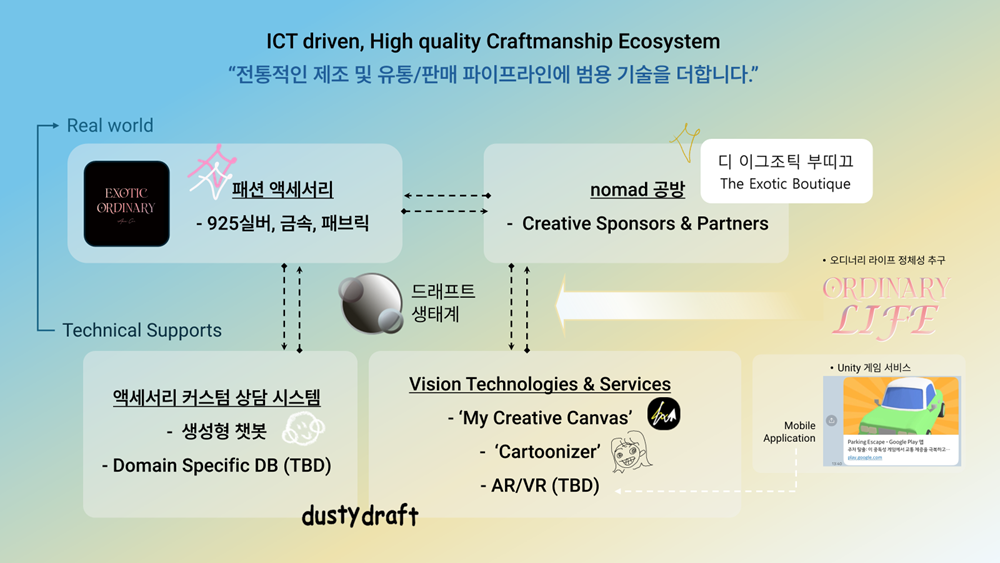 ICT driven, High quality Craftmanship Ecosystem
“전통적인 제조 및 유통/판매 파이프라인에 범용 기술을 더합니다.”
Real world
EXOTIC
ORDINARY
패션 액세서리
- 925실버, 금속, 패브릭
nomad 공방
- Creative Sponsors & Partners
디 이그조틱 부띠끄
The Exotic Boutique
• 오디너리 라이프 정체성 추구
ORDINARY
LIFE
드래프트
생태계
Technical Supports
액세서리 커스텀 상담 시스템
- 생성형 챗봇
- Domain Specific DB (TBD)
Vision Technologies & Services
- ‘My Creative Canvas’
- ‘Cartoonizer’
- AR/VR (TBD)
• Unity 게임 서비스
Mobile
Application
Parking Escape - Google Play 앱
play.google.com
dustydraft